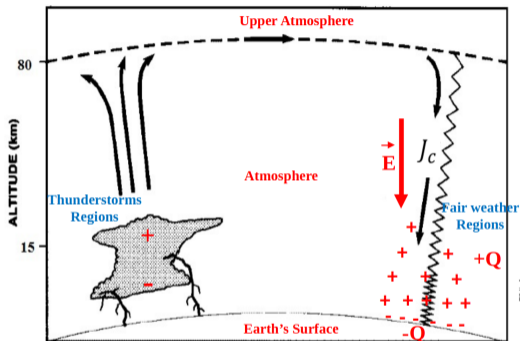 Upper Atmosphere
80
ALTITUDE (km)
E
J_c
Atmosphere
Thunderstorms
Regions
Fair weather
Regions
+
15
+Q
-
-Q
Earth's Surface